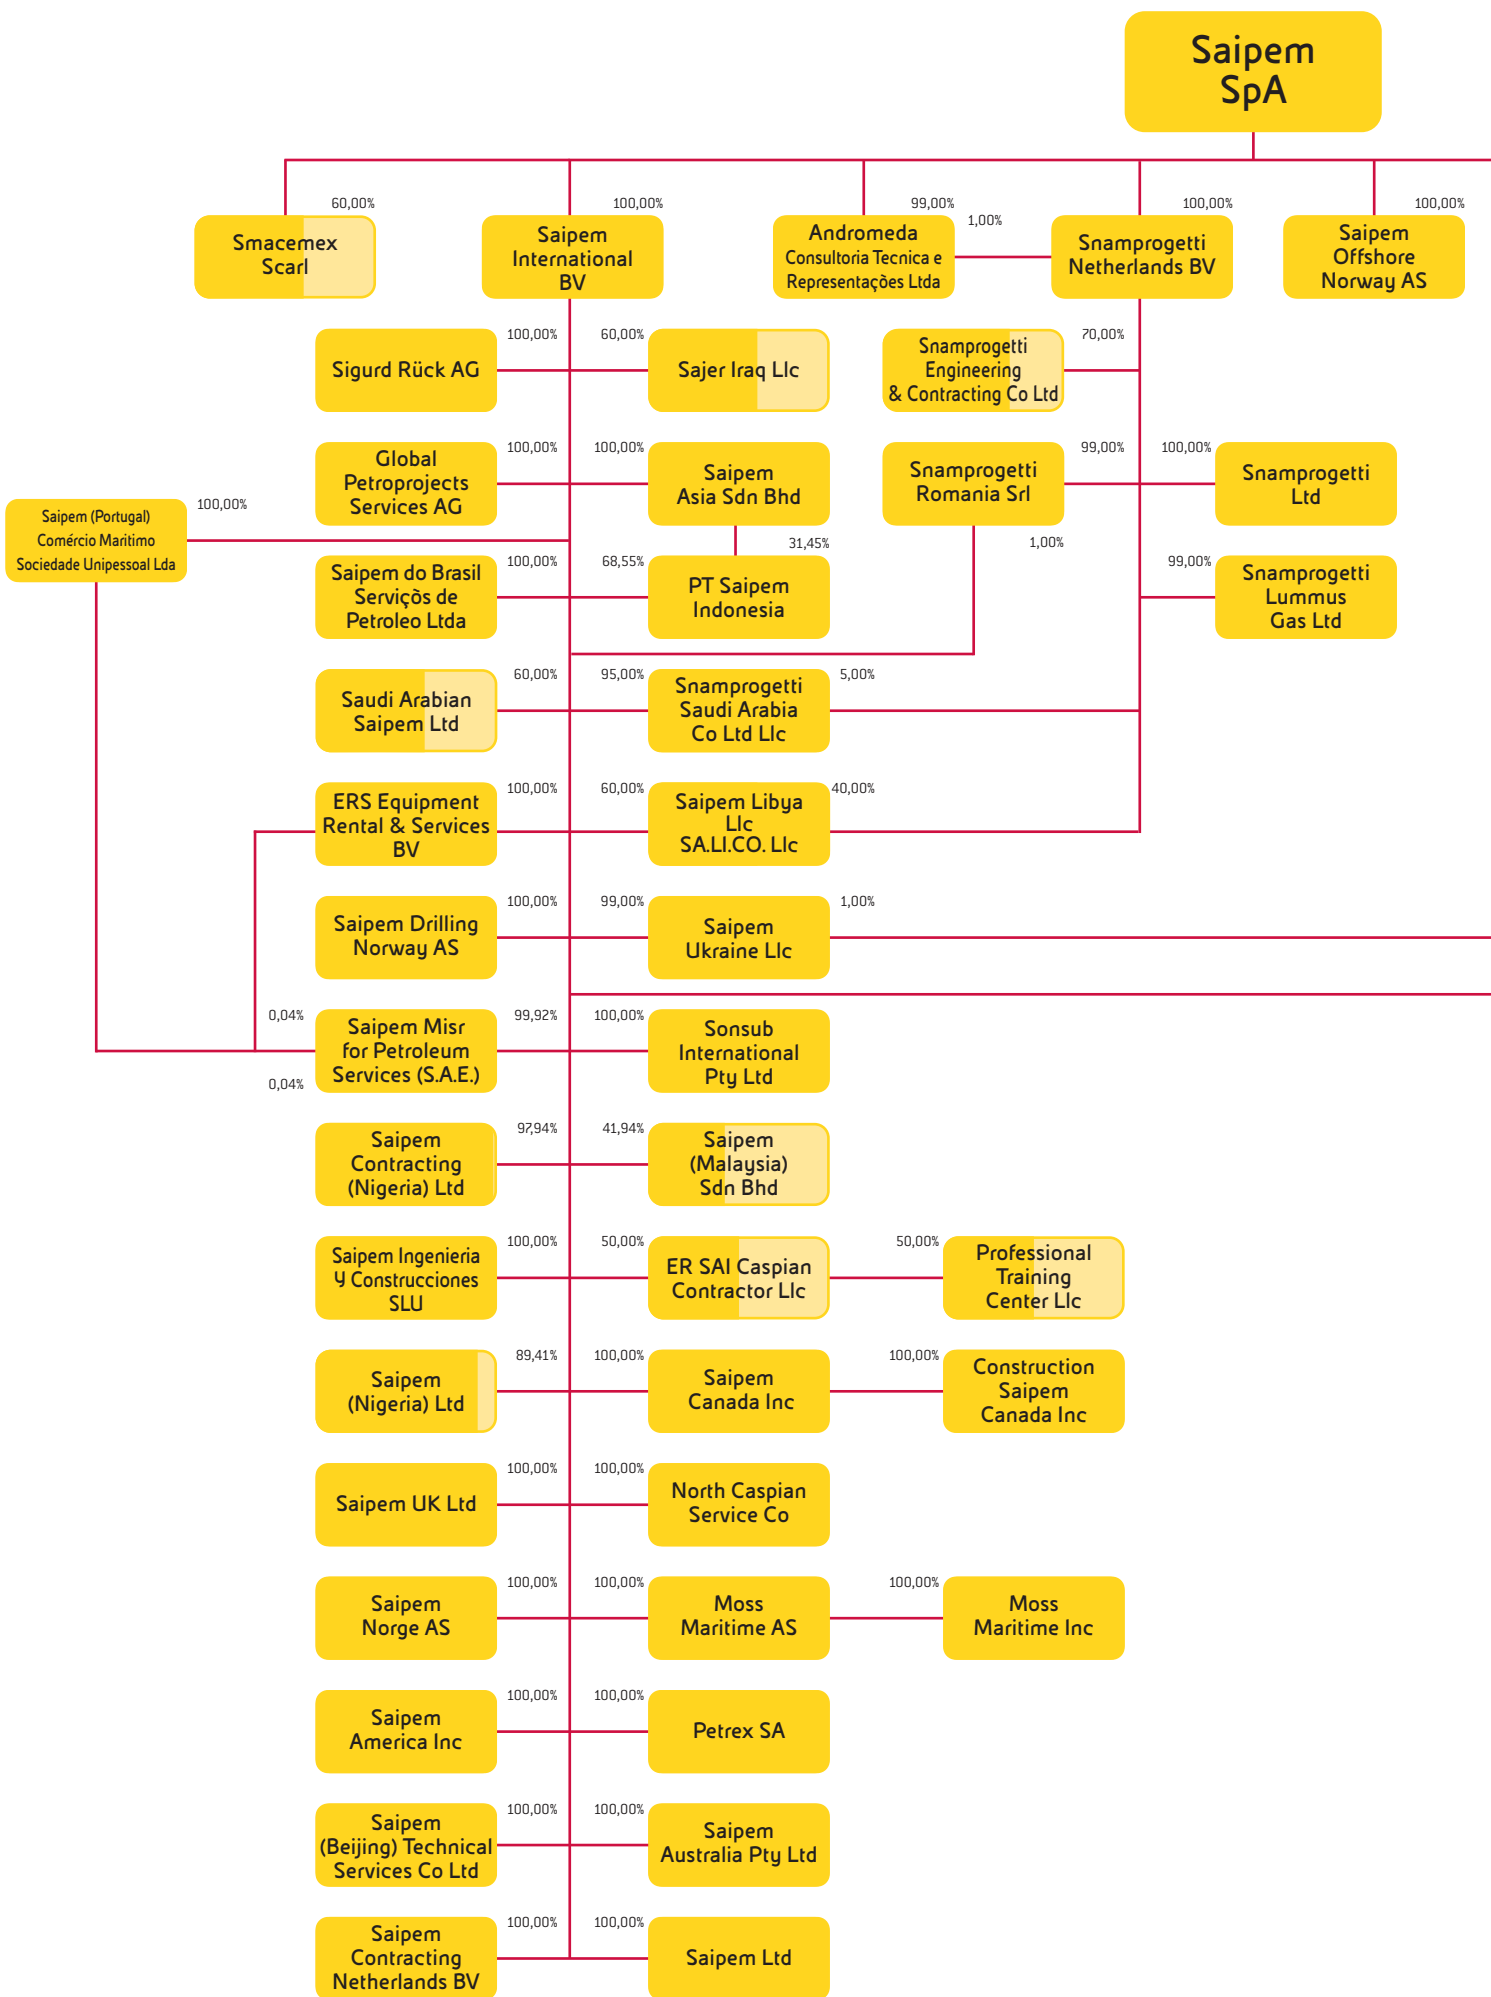 Saipem
SpA
60,00%
100,00%
99,00%
1,00%
100,00%
100,00%
Smacemex
Scarl
Saipem
International
BV
Andromeda
Consultoria Tecnica e
Representações Ltda
Snamprogetti
Netherlands BV
Saipem
Offshore
Norway AS
100,00%
60,00%
70,00%
Sigurd Rück AG
Sajer Iraq Llc
Snamprogetti
Engineering
& Contracting Co Ltd
100,00%
100,00%
99,00%
100,00%
Global
Petroprojects
Services AG
Saipem
Asia Sdn Bhd
Snamprogetti
Romania Srl
Snamprogetti
Ltd
100,00%
Saipem (Portugal)
Comércio Maritimo
Sociedade Unipessoal Lda
31,45%
1,00%
100,00%
68,55%
99,00%
Saipem do Brasil
Serviçòs de
Petroleo Ltda
PT Saipem
Indonesia
Snamprogetti
Lummus
Gas Ltd
60,00%
95,00%
5,00%
Saudi Arabian
Saipem Ltd
Snamprogetti
Saudi Arabia
Co Ltd Llc
100,00%
60,00%
40,00%
ERS Equipment
Rental & Services
BV
Saipem Libya
Llc
SA.LI.CO. Llc
100,00%
99,00%
1,00%
Saipem Drilling
Norway AS
Saipem
Ukraine Llc
0,04%
99,92%
100,00%
Saipem Misr
for Petroleum
Services (S.A.E.)
Sonsub
International
Pty Ltd
0,04%
97,94%
41,94%
Saipem
Contracting
(Nigeria) Ltd
Saipem
(Malaysia)
Sdn Bhd
100,00%
50,00%
50,00%
Saipem Ingenieria
Y Construcciones
SLU
ER SAI Caspian
Contractor Llc
Professional
Training
Center Llc
89,41%
100,00%
100,00%
Saipem
(Nigeria) Ltd
Saipem
Canada Inc
Construction
Saipem
Canada Inc
100,00%
100,00%
Saipem UK Ltd
North Caspian
Service Co
100,00%
100,00%
100,00%
Saipem
Norge AS
Moss
Maritime AS
Moss
Maritime Inc
100,00%
100,00%
Saipem
America Inc
Petrex SA
100,00%
100,00%
Saipem
(Beijing) Technical
Services Co Ltd
Saipem
Australia Pty Ltd
100,00%
100,00%
Saipem
Contracting
Netherlands BV
Saipem Ltd